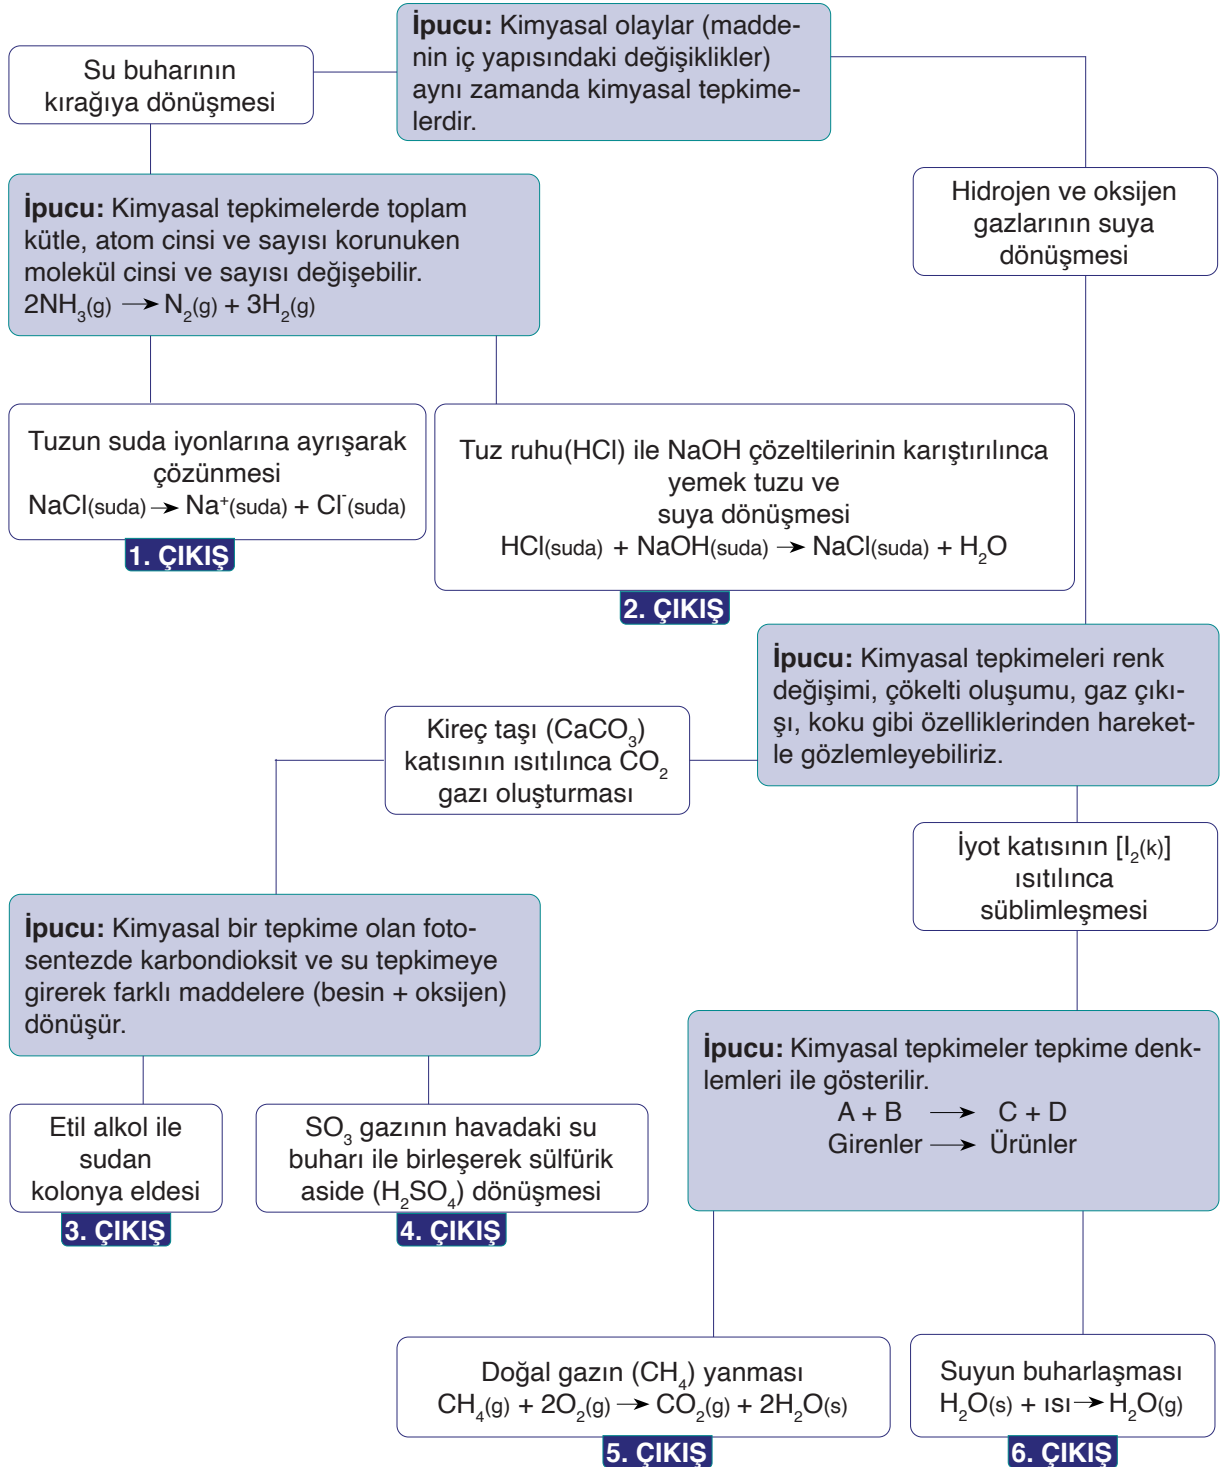 İpucu: Kimyasal olaylar (madde-
nin iç yapısındaki değişiklikler)
aynı zamanda kimyasal tepkime-
lerdir.
Su buharının
kırağıya dönüşmesi
Hidrojen ve oksijen
gazlarının suya
dönüşmesi
İpucu: Kimyasal tepkimelerde toplam
kütle, atom cinsi ve sayısı korunuken
molekül cinsi ve sayısı değişebilir.
2NH₃(g) → N₂(g) + 3H₂(g)
Tuzun suda iyonlarına ayrışarak
çözünmesi
NaCl(suda) → Na⁺(suda) + Cl⁻(suda)
1. ÇIKIŞ
Tuz ruhu(HCl) ile NaOH çözeltilerinin karıştırılınca
yemek tuzu ve
suya dönüşmesi
HCl(suda) + NaOH(suda) → NaCl(suda) + H₂O
2. ÇIKIŞ
İpucu: Kimyasal tepkimeleri renk
değişimi, çökelti oluşumu, gaz çıkı-
şı, koku gibi özelliklerinden hareket-
le gözlemleyebiliriz.
Kireç taşı (CaCO₃)
katısının ısıtılınca CO₂
gazı oluşturması
İyot katısının [I₂(k)]
ısıtılınca
süblimleşmesi
İpucu: Kimyasal bir tepkime olan foto-
sentezde karbondioksit ve su tepkimeye
girerek farklı maddelere (besin + oksijen)
dönüşür.
İpucu: Kimyasal tepkimeler tepkime denk-
lemleri ile gösterilir.
A + B → C + D
Girenler → Ürünler
Etil alkol ile
sudan
kolonya eldesi
3. ÇIKIŞ
SO₃ gazının havadaki su
buharı ile birleşerek sülfürik
aside (H₂SO₄) dönüşmesi
4. ÇIKIŞ
Doğal gazın (CH₄) yanması
CH₄(g) + 2O₂(g) → CO₂(g) + 2H₂O(s)
5. ÇIKIŞ
Suyun buharlaşması
H₂O(s) + ısı → H₂O(g)
6. ÇIKIŞ